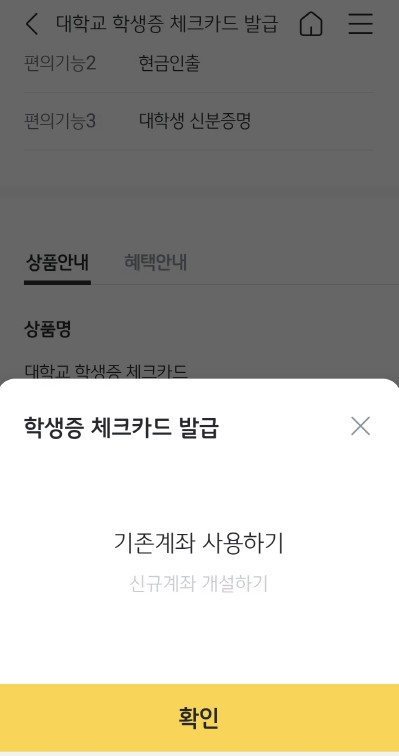 대학교 학생증 체크카드 발급
편의기능2 현금인출
편의기능3 대학생 신분증명
상품안내 혜택안내
상품명
대학교 학생증 체크카드
학생증 체크카드 발급
기존계좌 사용하기
신규계좌 개설하기
확인